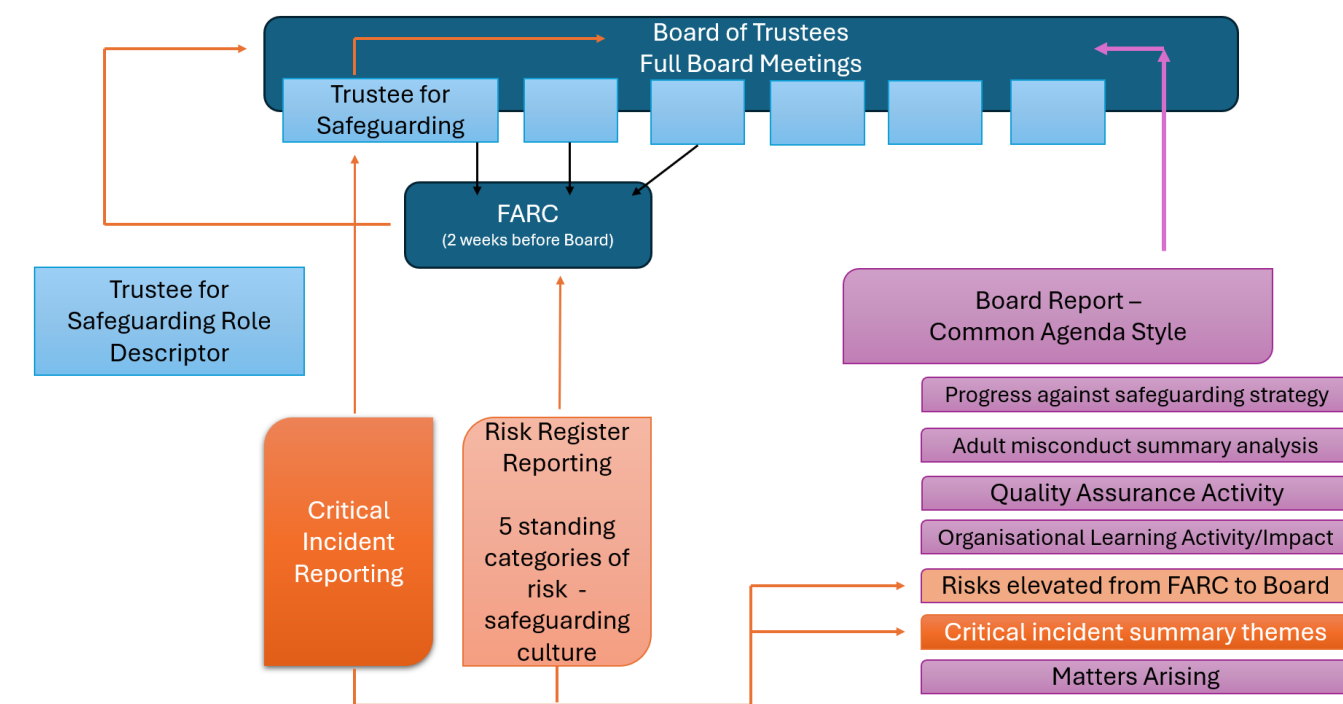 Board of Trustees
Full Board Meetings
Trustee for
Safeguarding
FARC
(2 weeks before Board)
Trustee for
Safeguarding Role
Descriptor
Board Report –
Common Agenda Style
Progress against safeguarding strategy
Adult misconduct summary analysis
Quality Assurance Activity
Organisational Learning Activity/Impact
Risks elevated from FARC to Board
Critical incident summary themes
Matters Arising
Critical
Incident
Reporting
Risk Register
Reporting
5 standing
categories of
risk -
safeguarding
culture